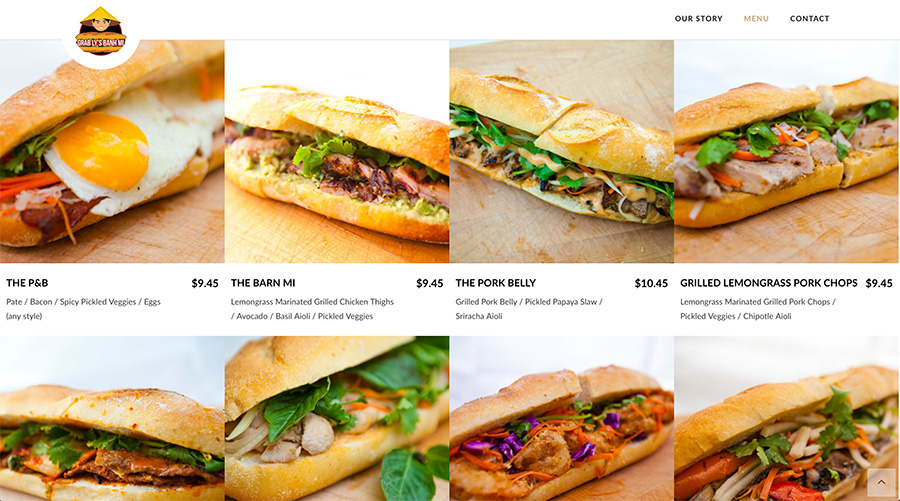 GRAB LY'S BANH MI
OUR STORY MENU CONTACT
THE P&B $9.45
Pate / Bacon / Spicy Pickled Veggies / Eggs
(any style)
THE BARN MI $9.45
Lemongrass Marinated Grilled Chicken Thighs
/ Avocado / Basil Aioli / Pickled Veggies
THE PORK BELLY $10.45
Grilled Pork Belly / Pickled Papaya Slaw /
Sriracha Aioli
GRILLED LEMONGRASS PORK CHOPS $9.45
Lemongrass Marinated Grilled Pork Chops /
Pickled Veggies / Chipotle Aioli